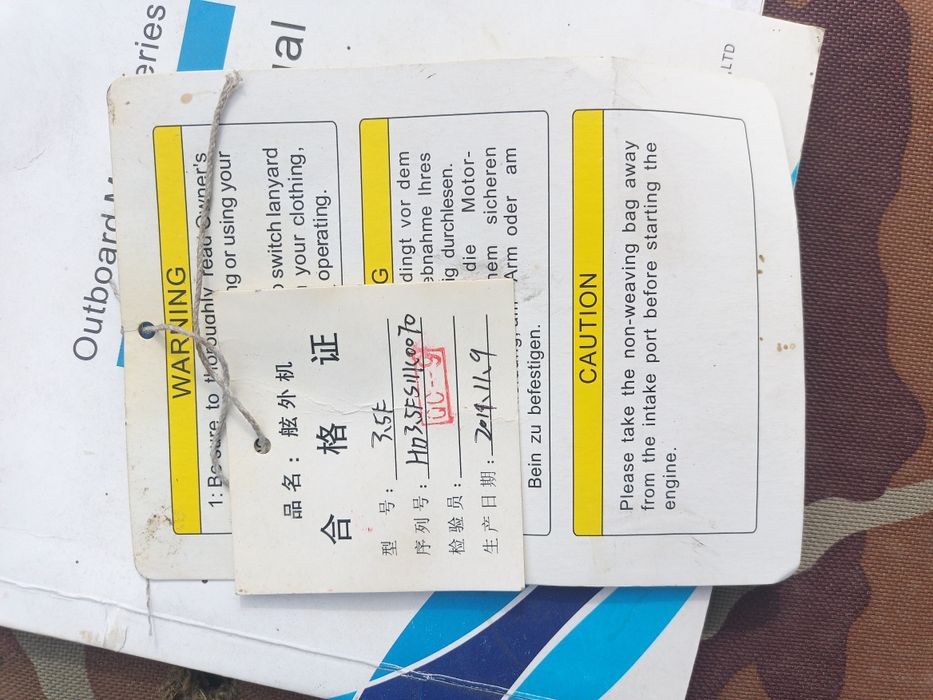 eries
ual
Outboard M
LTD
WARNING
1: Be sure to thoroughly read Owner's
ng or using your
switch lanyard
your clothing,
operating.
G
dingt vor dem
ebnahme Ihres
ig durchlesen.
die Motor-
nem sicheren
Arm oder am
Bein zu befestigen.
CAUTION
Please take the non-weaving bag away
from the intake port before starting the
engine.
品名：舷外机
合格证
型号：3.5F
序列号：
检验员：QC--9
生产日期：2019.11.9